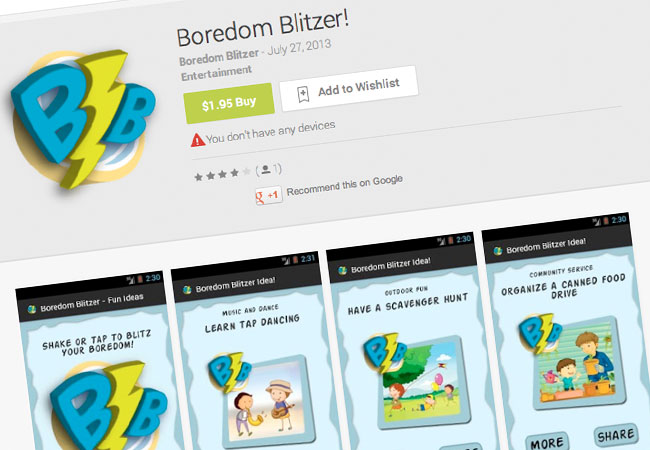 Boredom Blitzer!
Boredom Blitzer - July 27, 2013
Entertainment
$1.95 Buy
Add to Wishlist
You don't have any devices
( 1)
g +1
Recommend this on Google
B B
2:30
Boredom Blitzer - Fun Ideas
SHAKE OR TAP TO BLITZ
YOUR BOREDOM!
B B
2:31
Boredom Blitzer Idea!
MUSIC AND DANCE
LEARN TAP DANCING
B B
2:30
Boredom Blitzer Idea!
OUTDOOR FUN
HAVE A SCAVENGER HUNT
B B
2:30
Boredom Blitzer Idea!
COMMUNITY SERVICE
ORGANIZE A CANNED FOOD
DRIVE
B B
MORE
SHARE